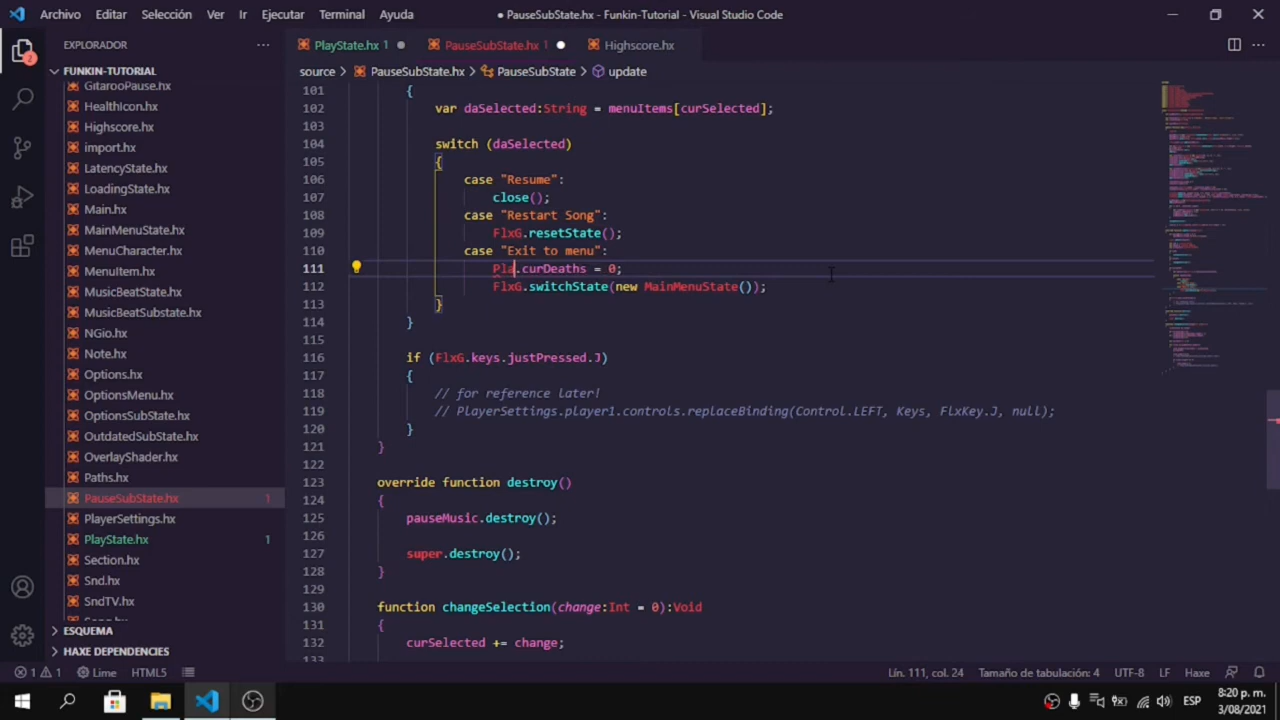 Archivo Editar Selección Ver Ir Ejecutar Terminal Ayuda
• PauseSubState.hx - Funkin-Tutorial - Visual Studio Code
EXPLORADOR
PlayState.hx 1
PauseSubState.hx 1
Highscore.hx
FUNKIN-TUTORIAL
source > PauseSubState.hx > PauseSubState > update
GitarooPause.hx
HealthIcon.hx
Highscore.hx
import.hx
LatencyState.hx
LoadingState.hx
Main.hx
MainMenuState.hx
MenuCharacter.hx
MenuItem.hx
MusicBeatState.hx
MusicBeatSubstate.hx
NGio.hx
Note.hx
Options.hx
OptionsMenu.hx
OptionsSubState.hx
OutdatedSubState.hx
OverlayShader.hx
Paths.hx
PauseSubState.hx 1
PlayerSettings.hx
PlayState.hx 1
Section.hx
Snd.hx
SndTV.hx
ESQUEMA
HAXE DEPENDENCIES
101 {
102 var daSelected:String = menuItems[curSelected];
103
104 switch (daSelected)
105 {
106 case "Resume":
107 close();
108 case "Restart Song":
109 FlxG.resetState();
110 case "Exit to menu":
111 Pla.curDeaths = 0;
112 FlxG.switchState(new MainMenuState());
113 }
114 }
115
116 if (FlxG.keys.justPressed.J)
117 {
118 // for reference later!
119 // PlayerSettings.player1.controls.replaceBinding(Control.LEFT, Keys, FlxKey.J, null);
120 }
121 }
122
123 override function destroy()
124 {
125 pauseMusic.destroy();
126
127 super.destroy();
128 }
129
130 function changeSelection(change:Int = 0):Void
131 {
132 curSelected += change;
133
1 1 Lime HTML5
Lín. 111, col. 24 Tamaño de tabulación: 4 UTF-8 LF Haxe
ESP
8:20 p. m.
3/08/2021